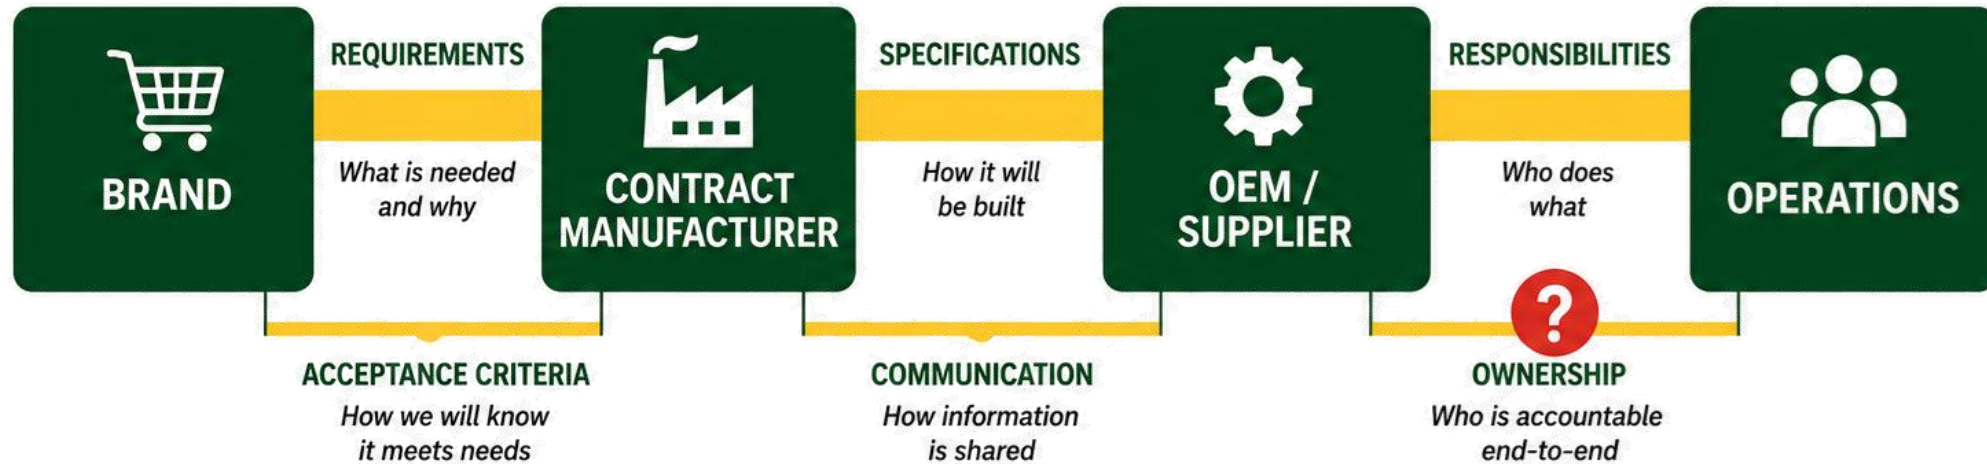 BRAND
REQUIREMENTS
What is needed
and why
CONTRACT
MANUFACTURER
SPECIFICATIONS
How it will
be built
OEM /
SUPPLIER
RESPONSIBILITIES
Who does
what
OPERATIONS
ACCEPTANCE CRITERIA
How we will know
it meets needs
COMMUNICATION
How information
is shared
?
OWNERSHIP
Who is accountable
end-to-end